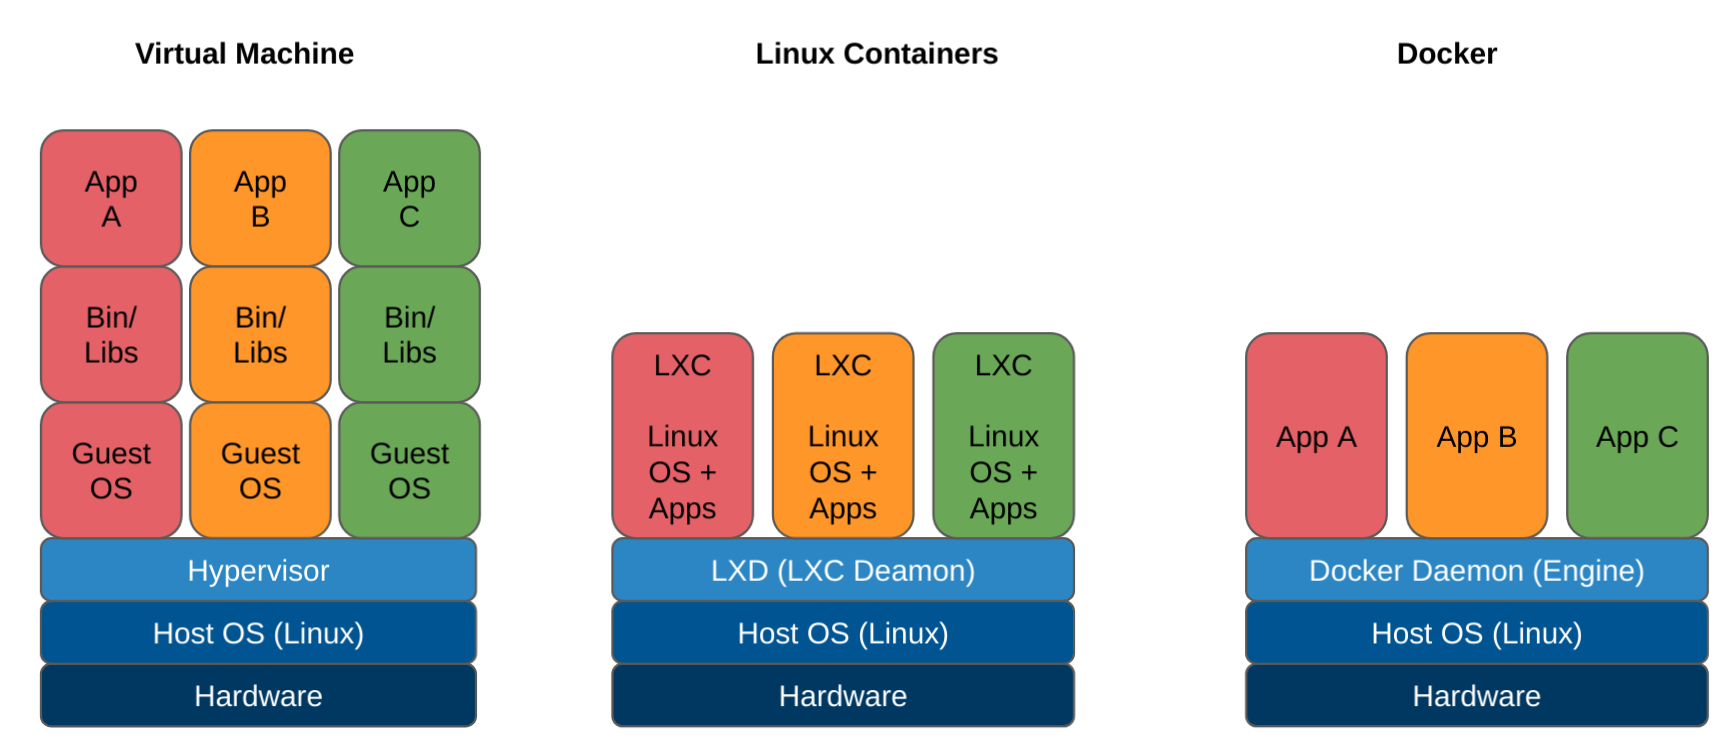 Virtual Machine
Linux Containers
Docker
App
A
App
B
App
C
Bin/
Libs
Bin/
Libs
Bin/
Libs
Guest
OS
Guest
OS
Guest
OS
Hypervisor
Host OS (Linux)
Hardware
LXC
Linux
OS +
Apps
LXC
Linux
OS +
Apps
LXC
Linux
OS +
Apps
LXD (LXC Deamon)
Host OS (Linux)
Hardware
App A
App B
App C
Docker Daemon (Engine)
Host OS (Linux)
Hardware